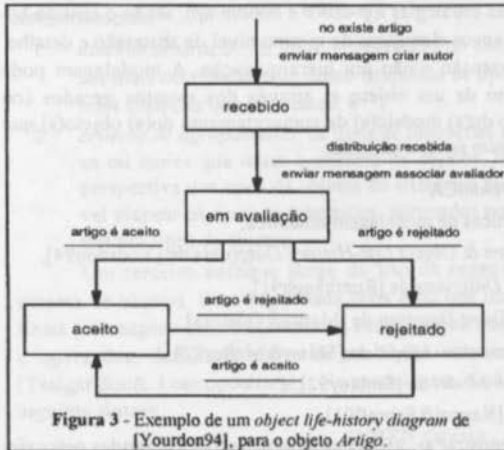 no existe artigo
enviar mensagem criar autor
recebido
distribuição recebida
enviar mensagem associar avaliador
em avaliação
artigo é aceito
artigo é rejeitado
artigo é rejeitado
aceito
rejeitado
artigo é aceito
Figura 3 - Exemplo de um object life-history diagram de
[Yourdon94], para o objeto Artigo.